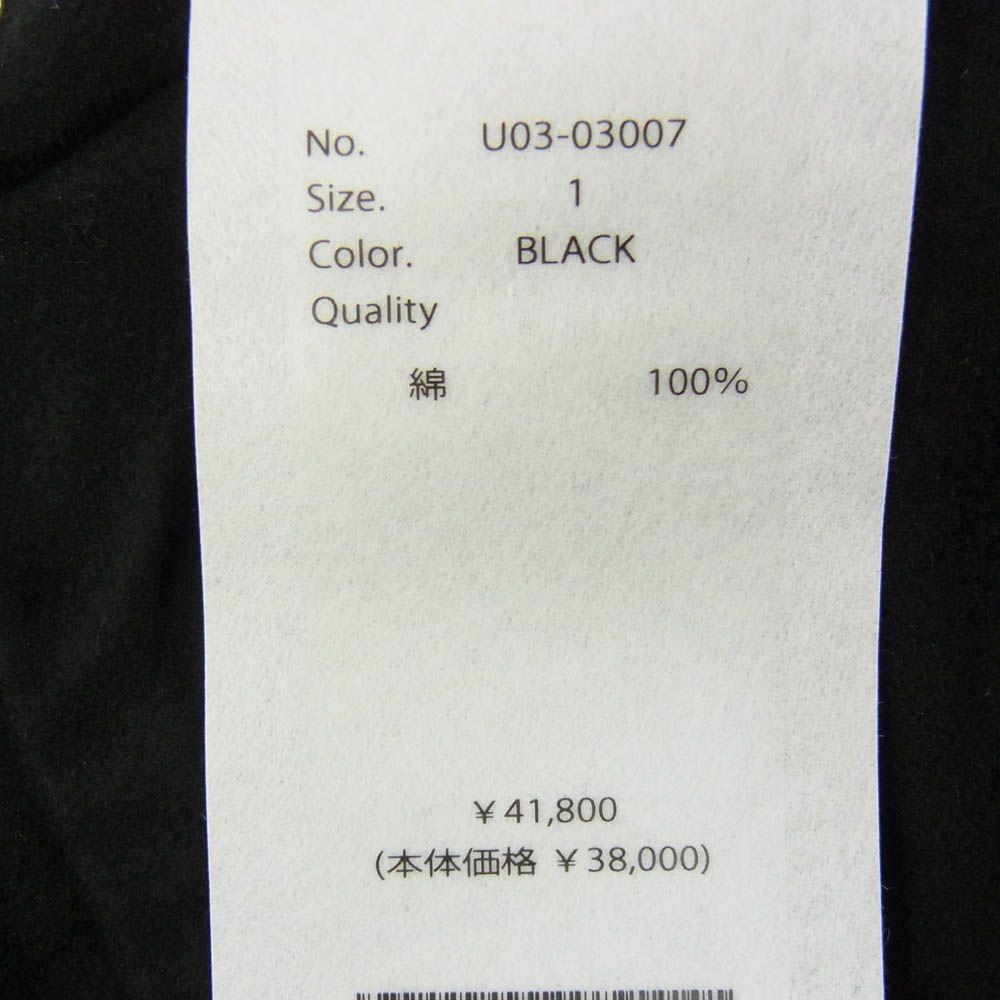 No. U03-03007
Size. 1
Color. BLACK
Quality
綿 100%
¥41,800
(本体価格 ¥38,000)